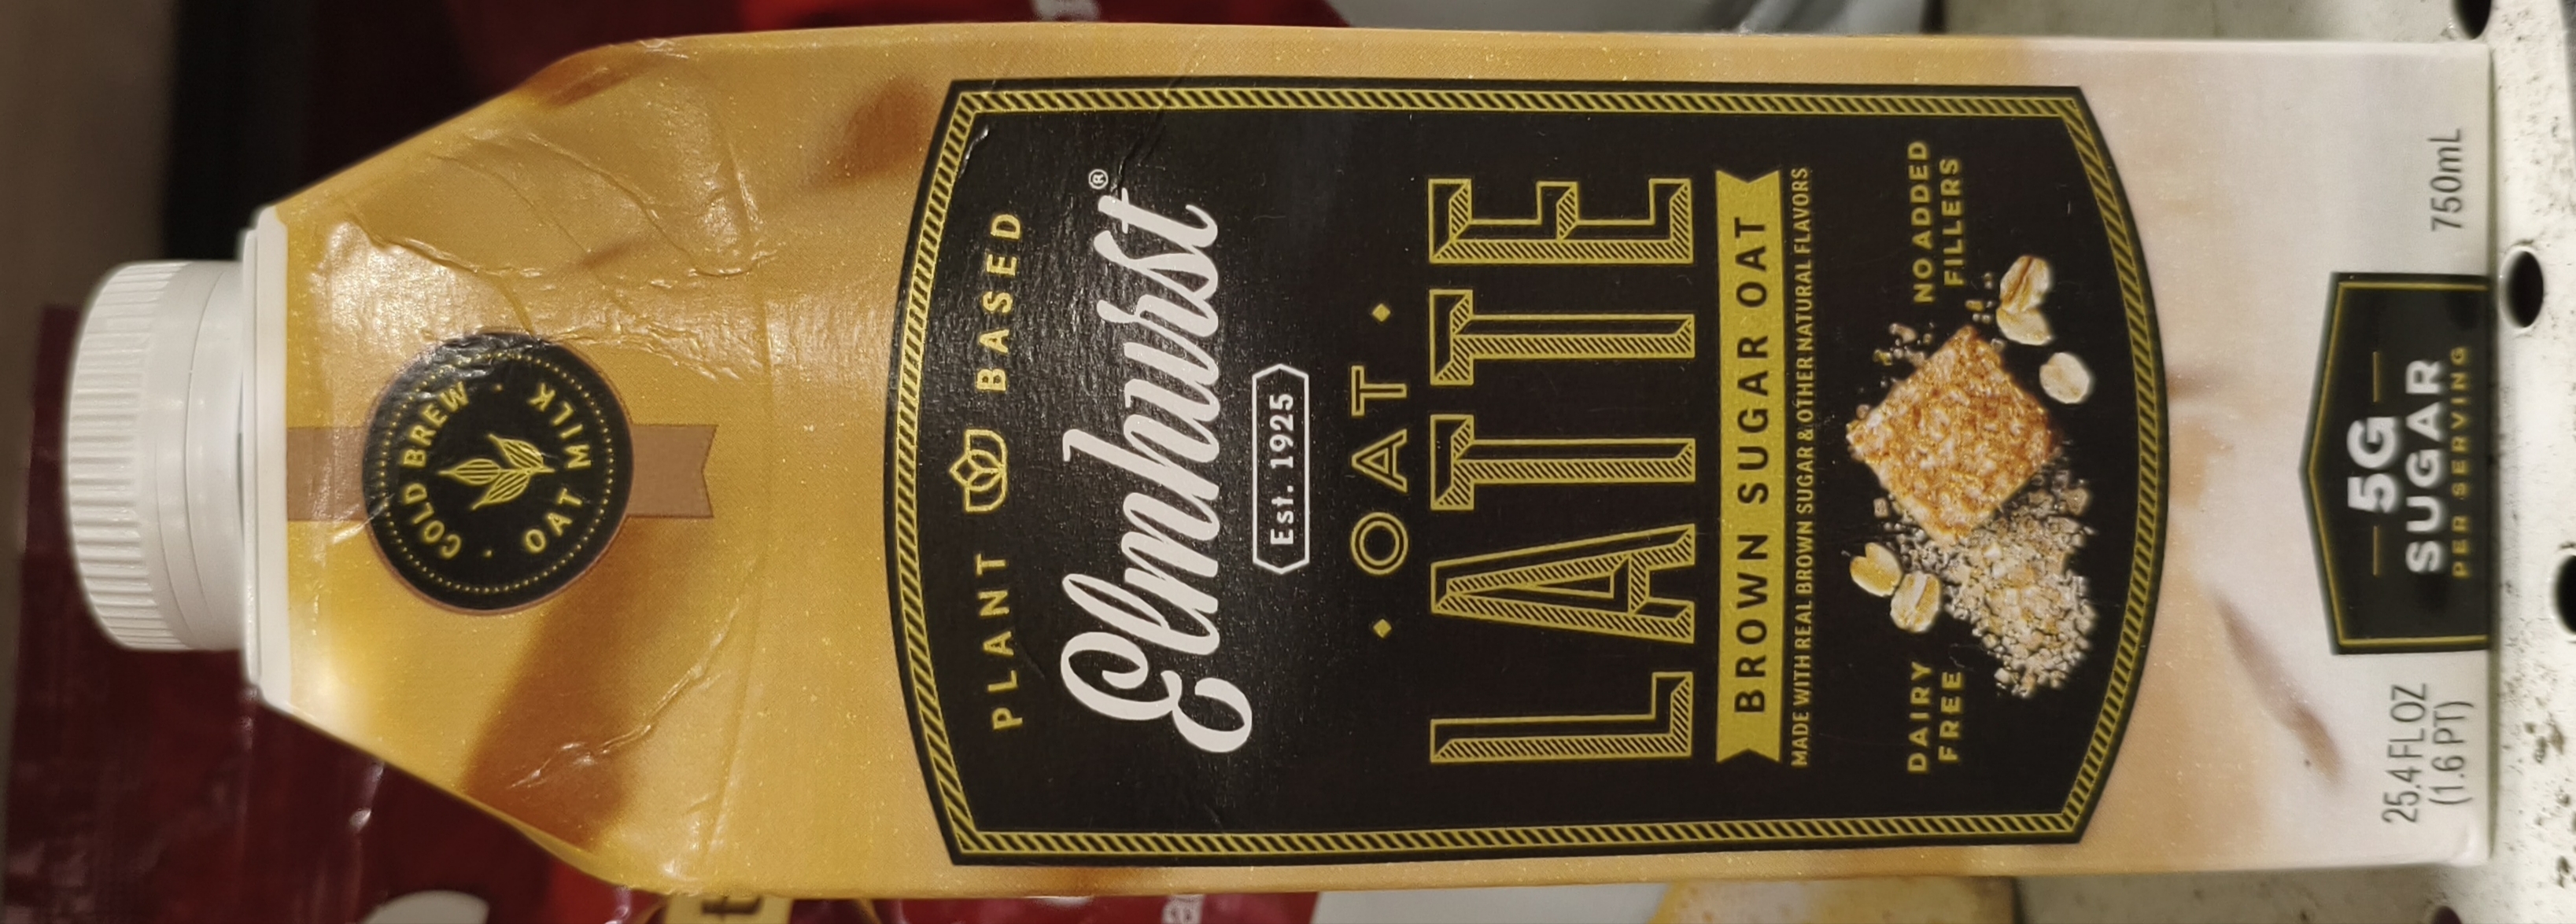 COLD BREW
OAT MILK
PLANT BASED
Elmhurst®
Est. 1925
OAT
LATTE
BROWN SUGAR OAT
MADE WITH REAL BROWN SUGAR & OTHER NATURAL FLAVORS
DAIRY
FREE
NO ADDED
FILLERS
25.4 FL OZ
(1.6 PT)
5G
SUGAR
PER SERVING
750mL